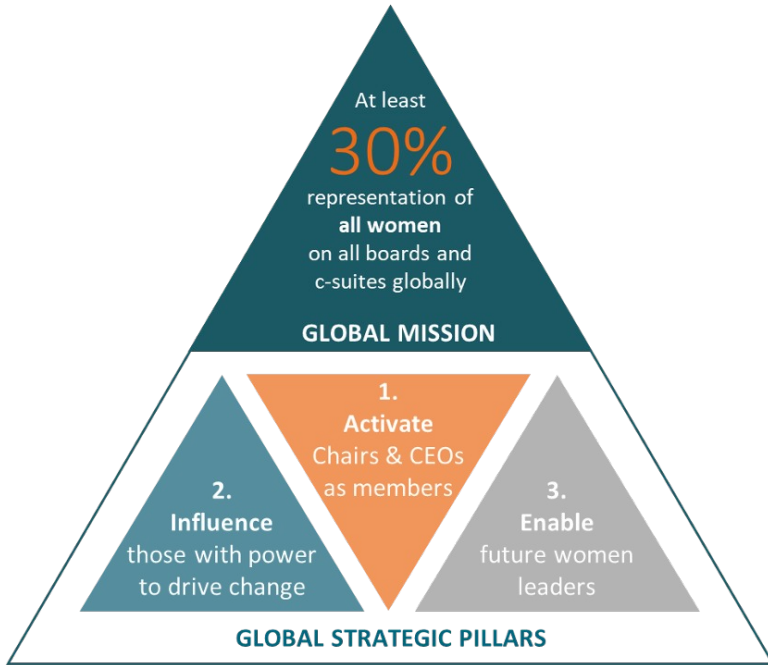 At least
30%
representation of
all women
on all boards and
c-suites globally
GLOBAL MISSION
1.
Activate
Chairs & CEOs
as members
2.
Influence
those with power
to drive change
3.
Enable
future women
leaders
GLOBAL STRATEGIC PILLARS